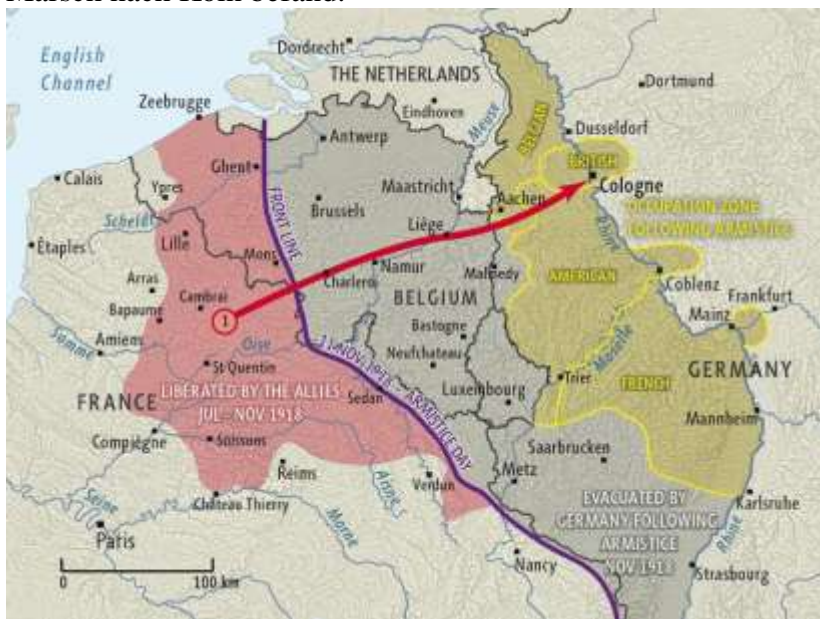 Marsch nach Köln befand.
English
Channel
Dordrecht
THE NETHERLANDS
Dortmund
Zeebrugge
Eindhoven
Meuse
BELGIAN
Dusseldorf
Antwerp
Ghent
BRITISH
Calais
Ypres
Maastricht
Cologne
Aachen
Scheldt
FRONT LINE
Brussels
OCCUPATION ZONE
FOLLOWING ARMISTICE
Lille
Liège
Rhine
Étaples
Mons
Namur
Malmedy
AMERICAN
Arras
Charleroi
Coblenz
Cambrai
BELGIUM
Frankfurt
Bapaume
1
Mainz
Bastogne
Moselle
Somme
Amiens
Oise
11 NOV 1918 - ARMISTICE DAY
Neufchateau
St Quentin
Trier
FRENCH
GERMANY
LIBERATED BY THE ALLIES
JUL - NOV 1918
Sedan
Luxembourg
FRANCE
Mannheim
Compiègne
Soissons
Saarbrucken
Reims
Metz
Verdun
Aisne
EVACUATED BY
GERMANY FOLLOWING
ARMISTICE
NOV 1918
Karlsruhe
Seine
Château Thierry
Marne
Rhine
Paris
Nancy
Strasbourg
0
100 km